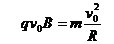 qv₀B = m v₀²/R